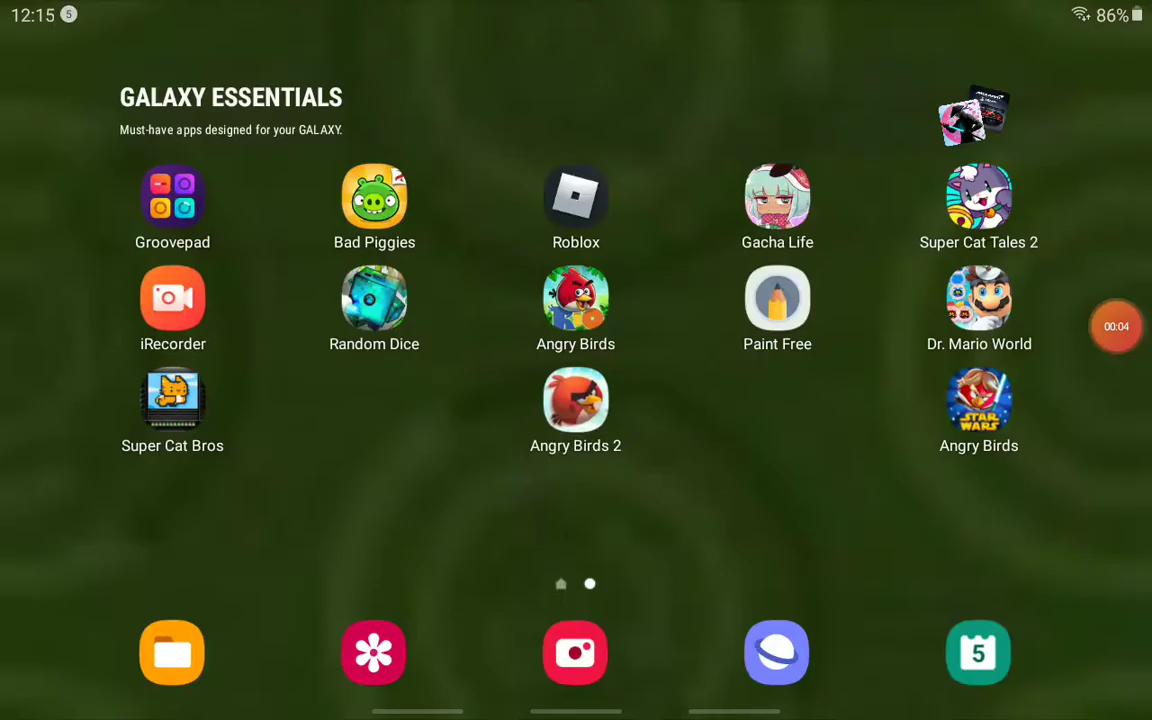 12:15 5
86%
GALAXY ESSENTIALS
Must-have apps designed for your GALAXY.
Groovepad
Bad Piggies
Roblox
Gacha Life
Super Cat Tales 2
iRecorder
Random Dice
Angry Birds
Paint Free
Dr. Mario World
00:04
STAR
WARS
Super Cat Bros
Angry Birds 2
Angry Birds
5